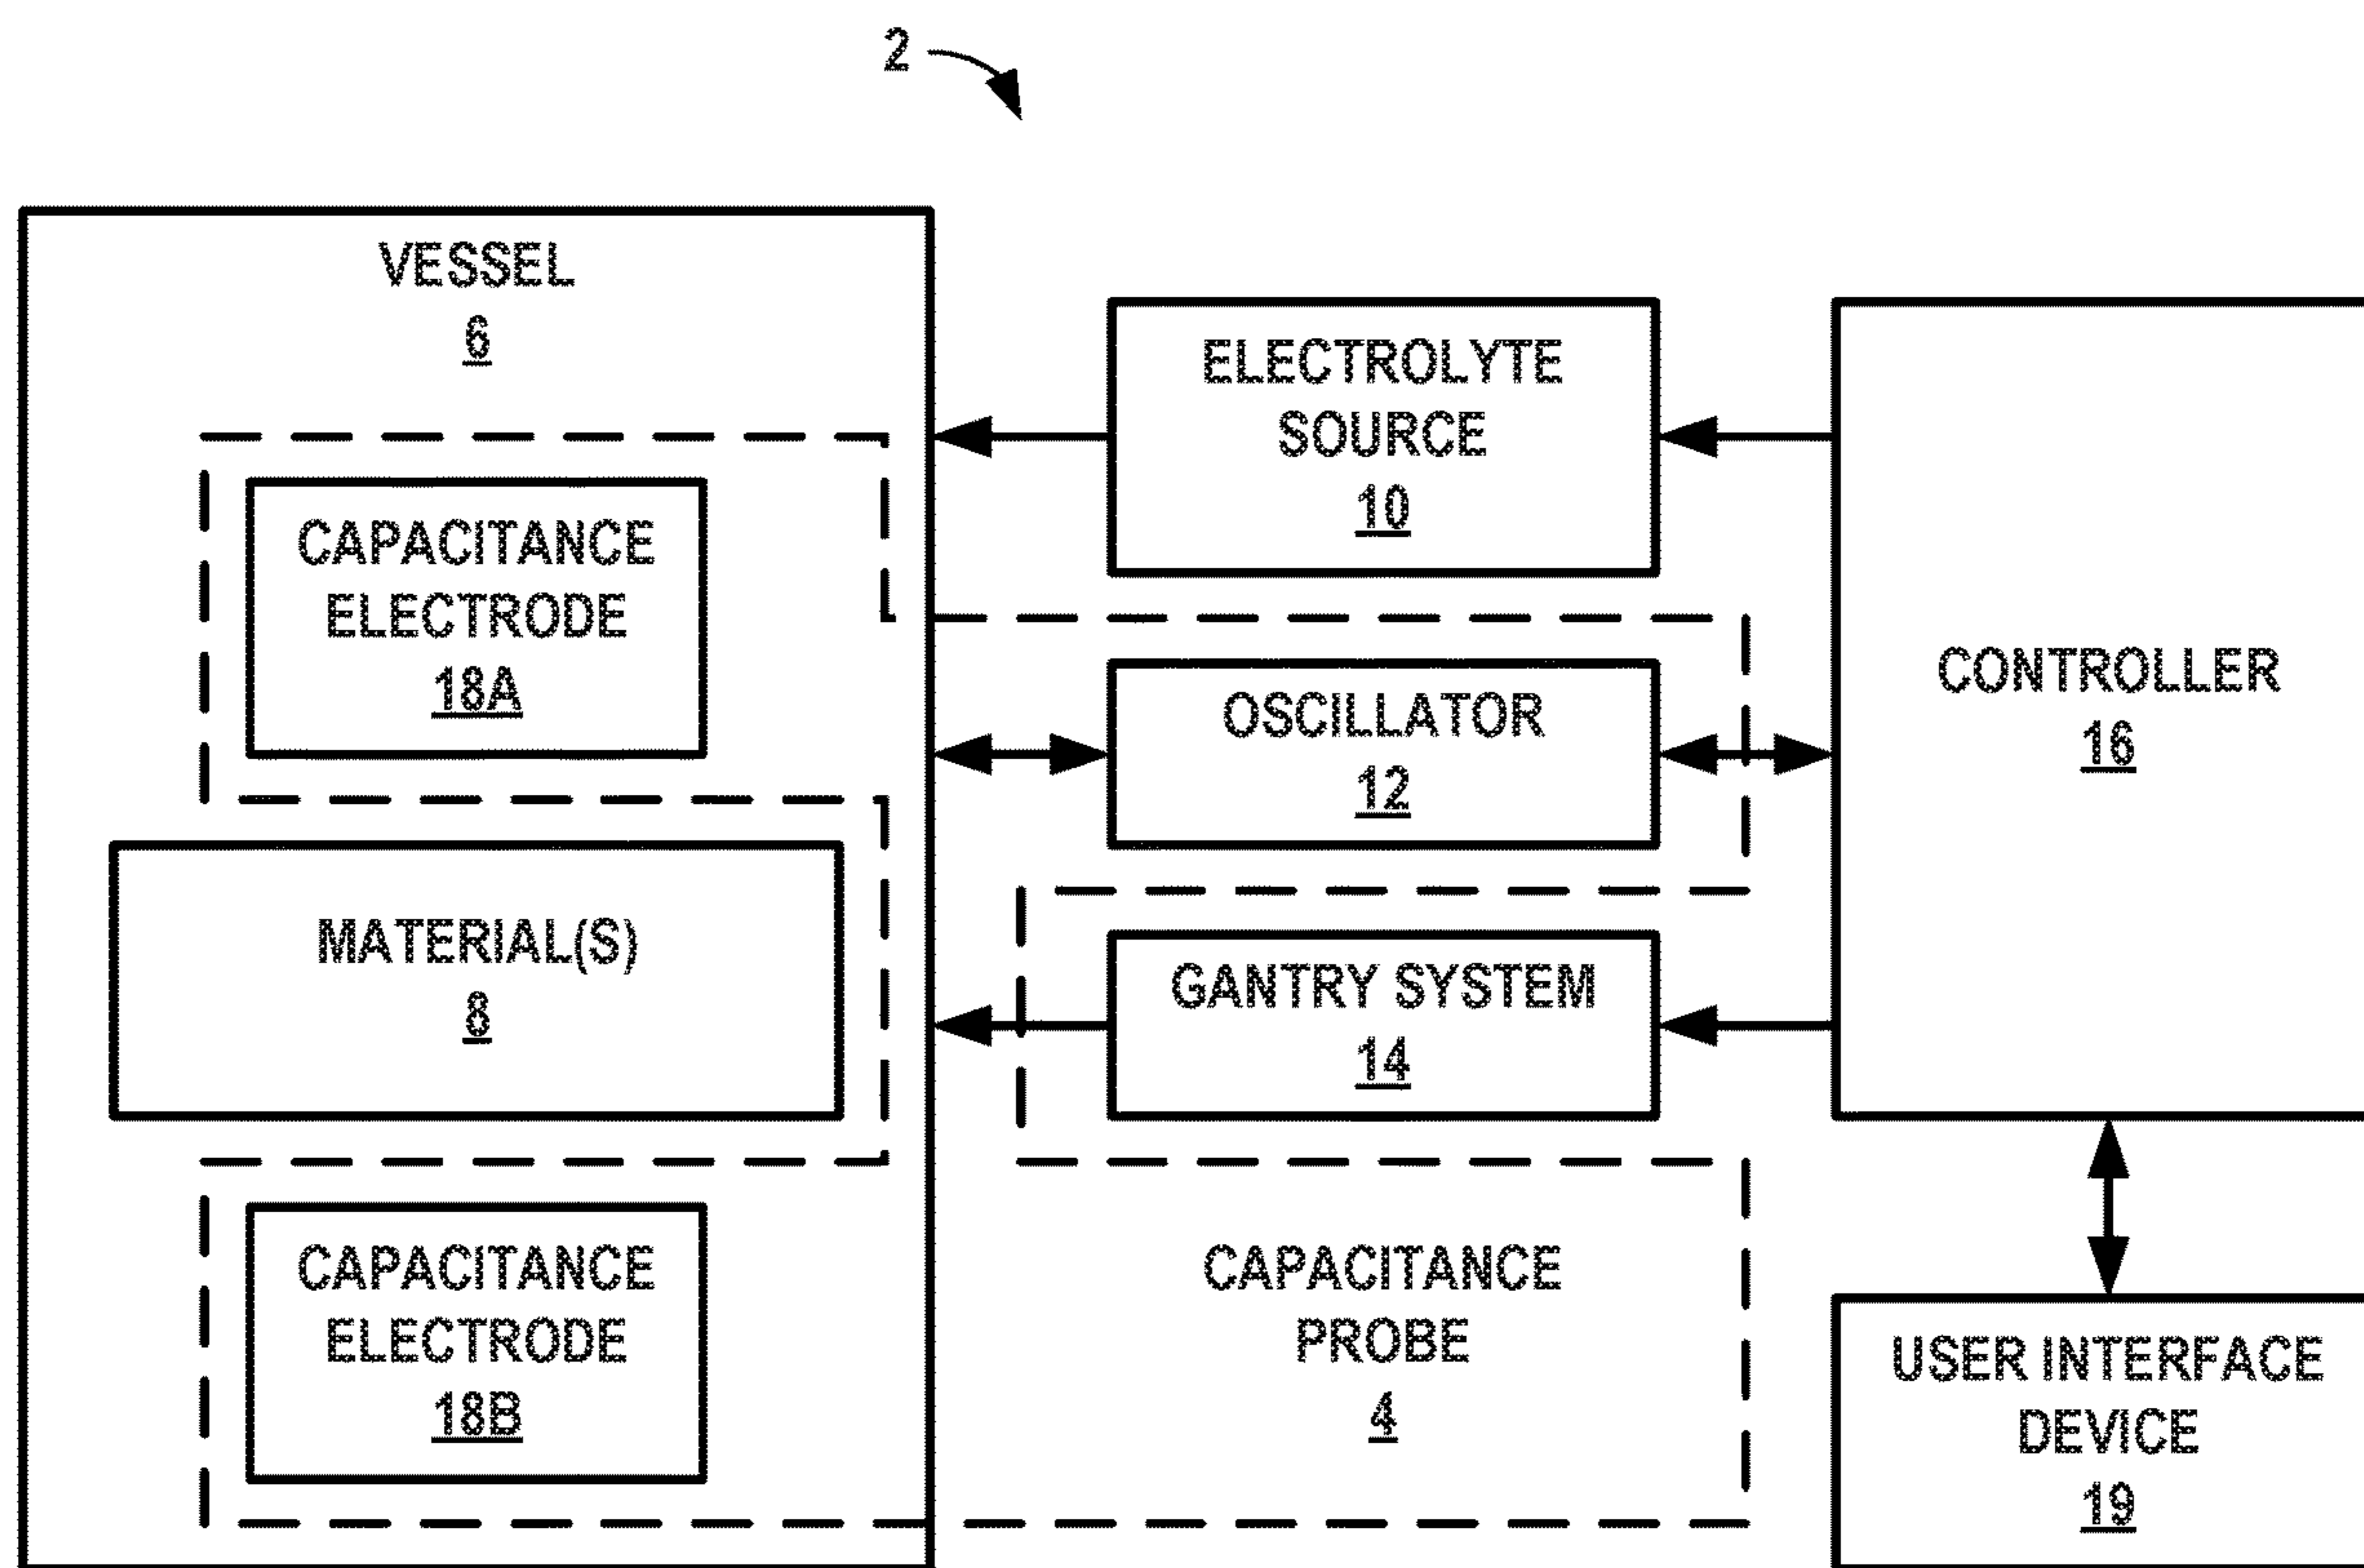 2
VESSEL
6
CAPACITANCE
ELECTRODE
18A
MATERIAL(S)
8
CAPACITANCE
ELECTRODE
18B
ELECTROLYTE
SOURCE
10
OSCILLATOR
12
GANTRY SYSTEM
14
CAPACITANCE
PROBE
4
CONTROLLER
16
USER INTERFACE
DEVICE
19